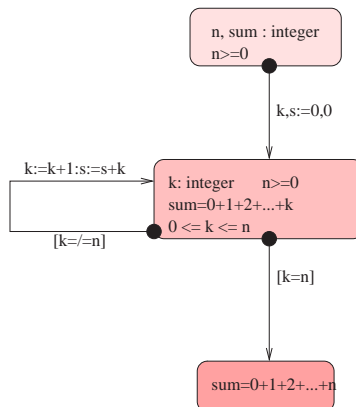 n, sum : integer
n>=0
k,s:=0,0
k:=k+1:s:=s+k
k: integer n>=0
sum=0+1+2+...+k
0 <= k <= n
[k=/=n]
[k=n]
sum=0+1+2+...+n